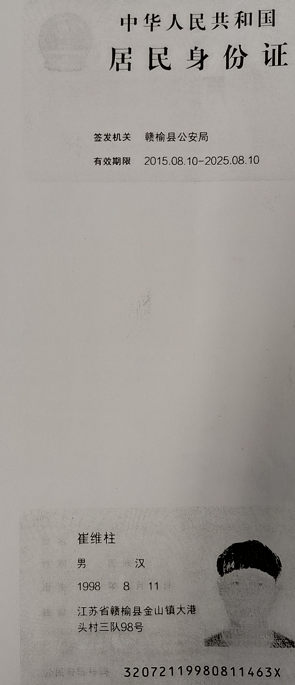 中华人民共和国
居民身份证
签发机关 赣榆县公安局
有效期限 2015.08.10-2025.08.10
崔维柱
男 汉
1998 8 11
江苏省赣榆县金山镇大港
头村三队98号
32072119980811463X